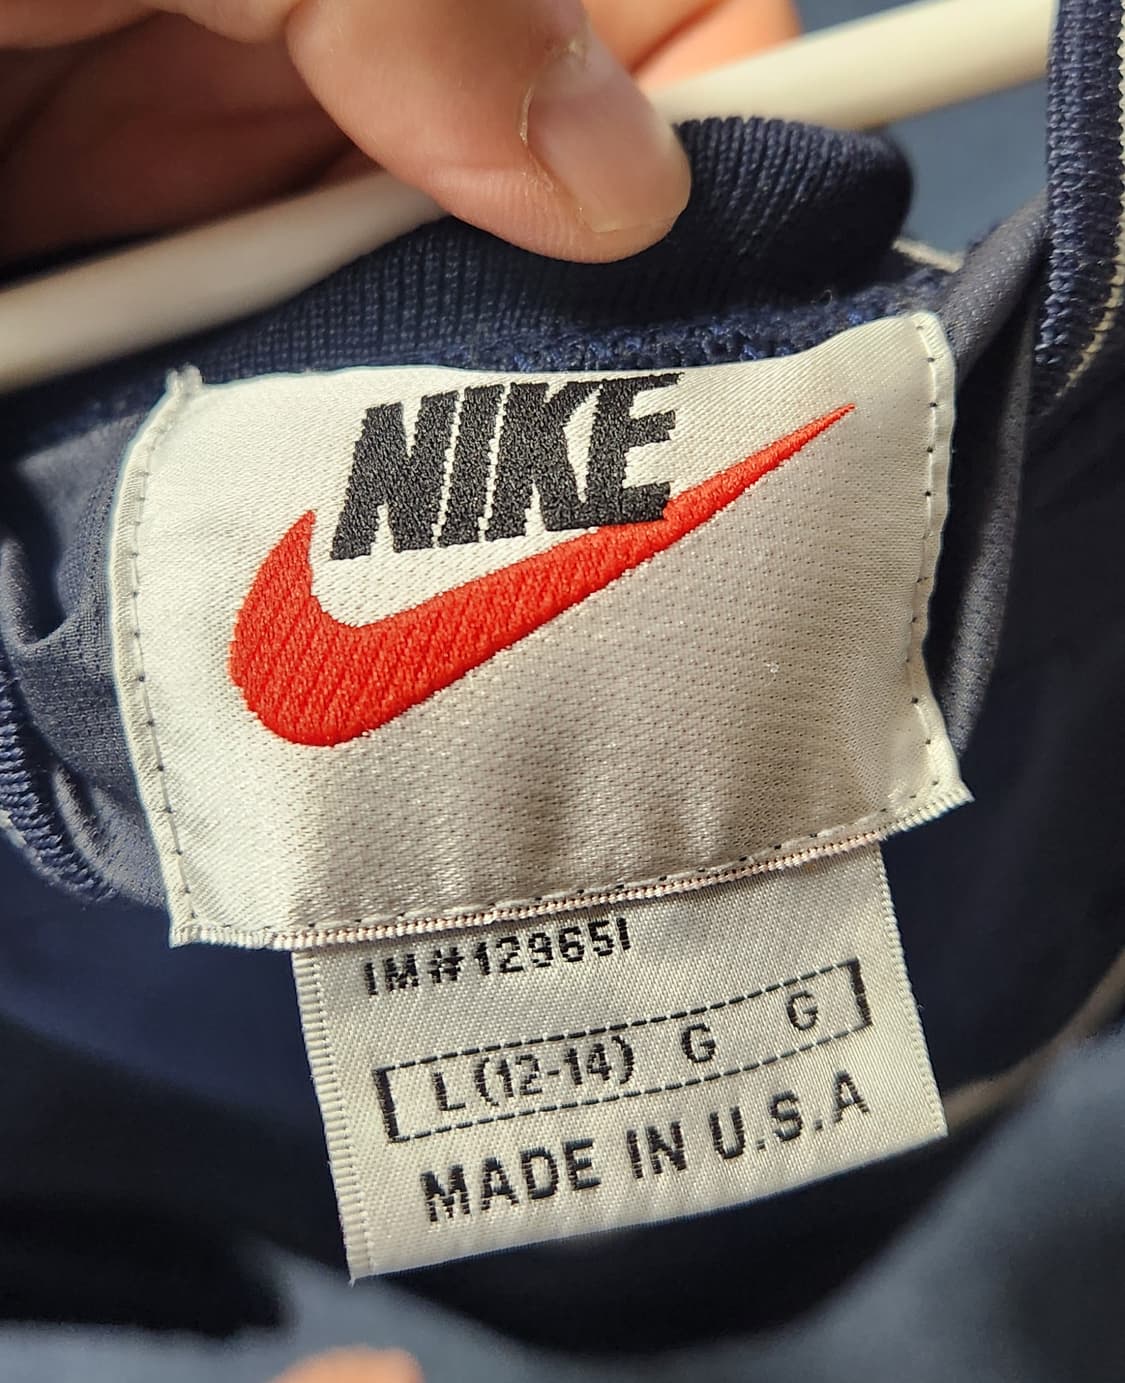 NIKE
IM#129651
[L(12-14) G G]
MADE IN U.S.A